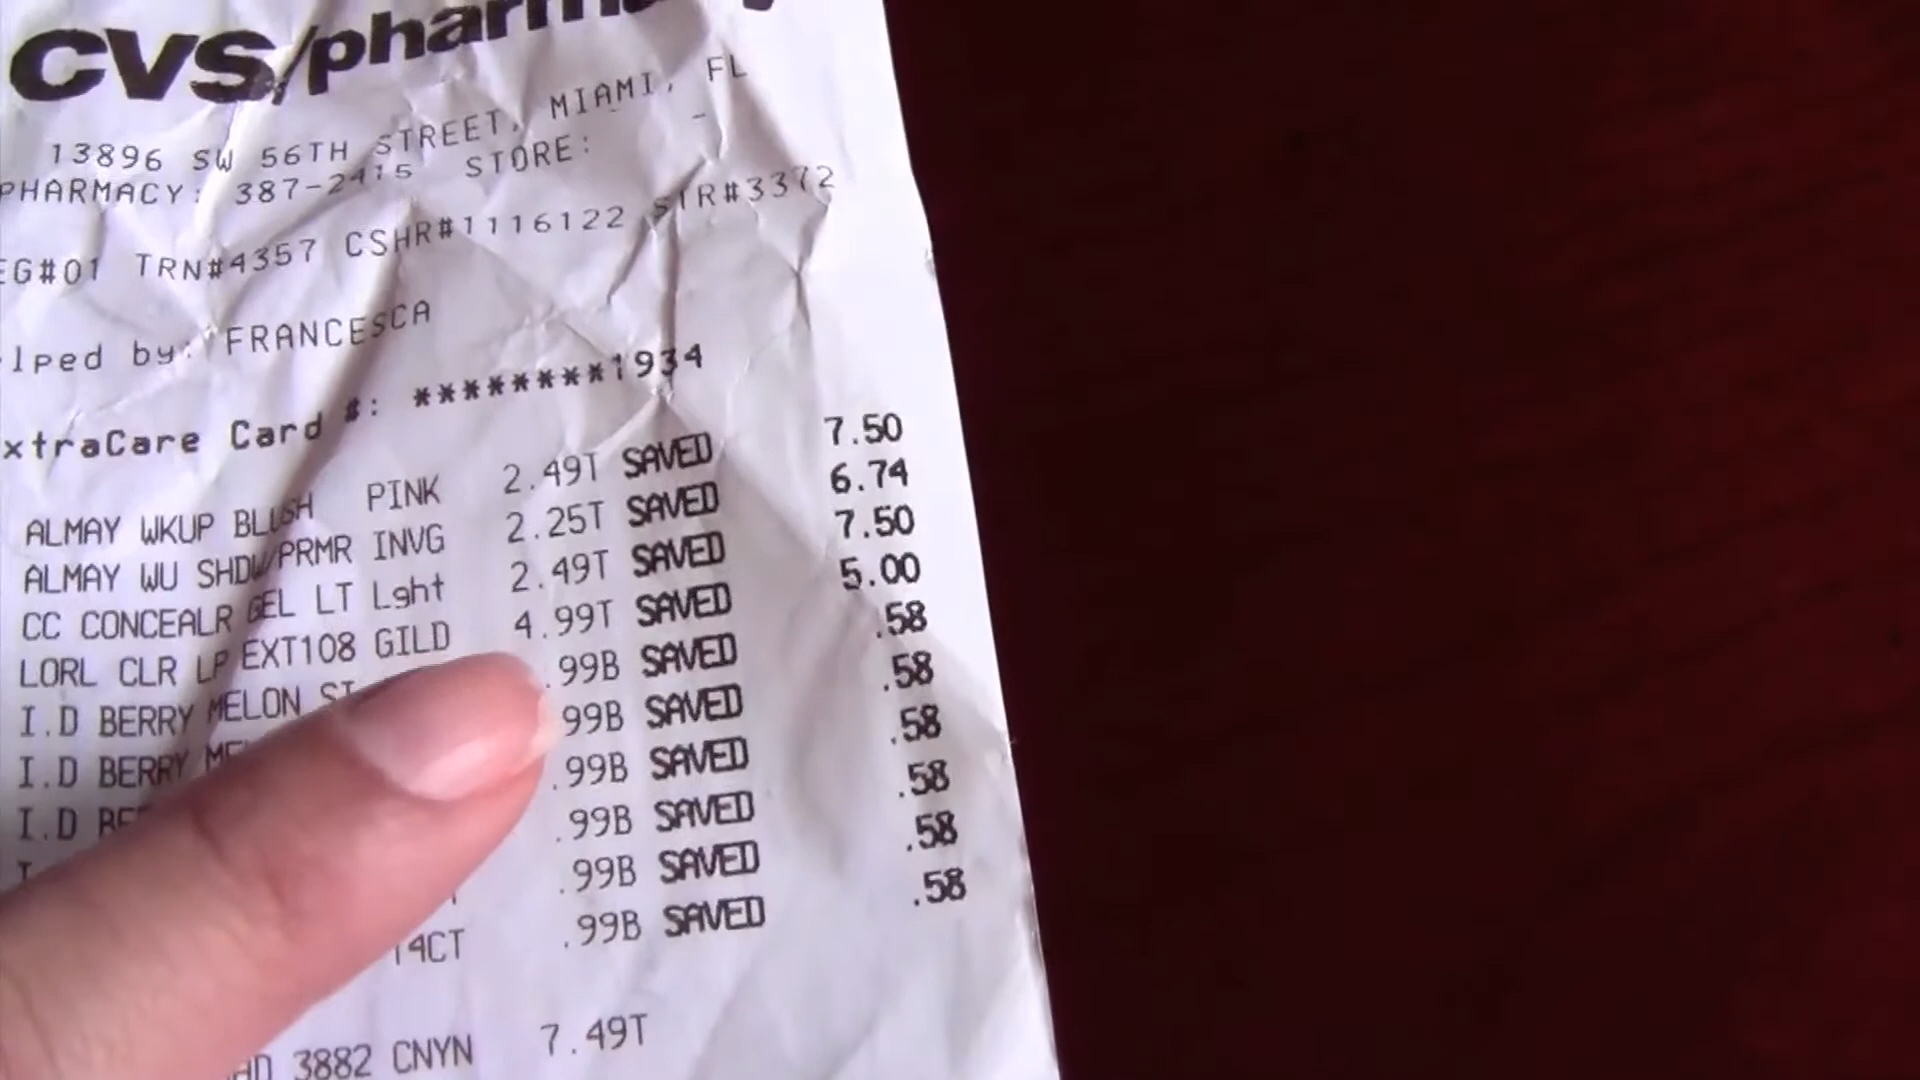 CVS/pharmacy
13896 SW 56TH STREET, MIAMI, FL
PHARMACY: 387-2415 STORE: -
EG#01 TRN#4357 CSHR#1116122 STR#3372
lped by: FRANCESCA
xtraCare Card #: ********1934
ALMAY WKUP BLUSH PINK 2.49T SAVED 7.50
ALMAY WU SHDW/PRMR INVG 2.25T SAVED 6.74
CC CONCEALR GEL LT Lght 2.49T SAVED 7.50
LORL CLR LP EXT108 GILD 4.99T SAVED 5.00
I.D BERRY MELON .99B SAVED .58
I.D BERRY 99B SAVED .58
I.D .99B SAVED .58
.99B SAVED .58
.99B SAVED .58
14CT .99B SAVED .58
3882 CNYN 7.49T